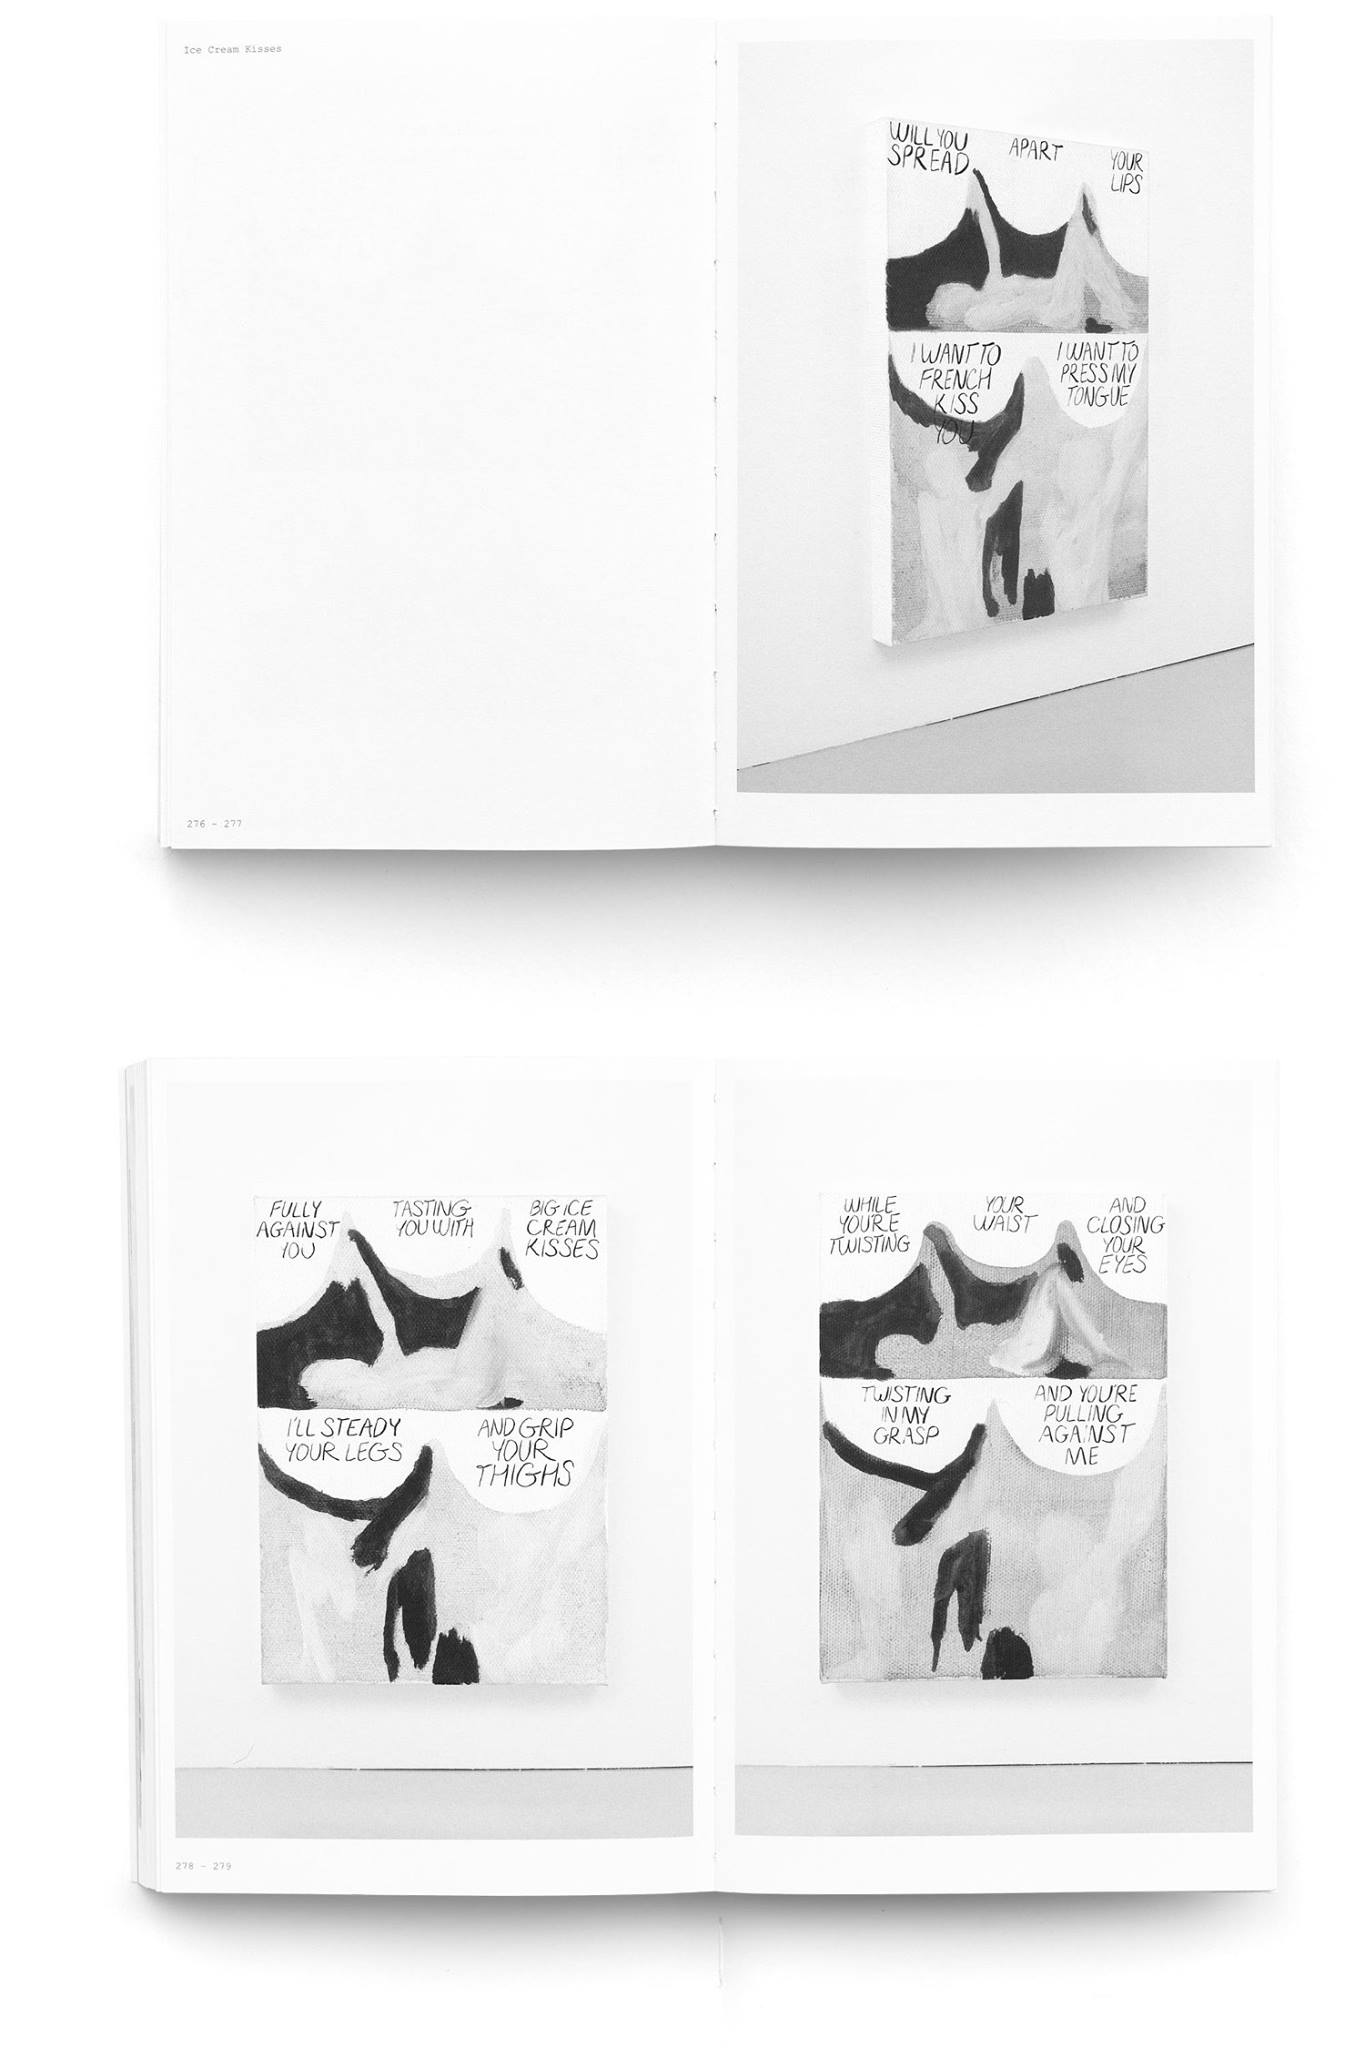 Ice Cream Kisses
WILL YOU
SPREAD
APART
YOUR
LIPS
I WANT TO
FRENCH
KISS
YOU
I WANT TO
PRESS MY
TONGUE
276 – 277
FULLY
AGAINST
YOU
TASTING
YOU WITH
BIG ICE
CREAM
KISSES
I'LL STEADY
YOUR LEGS
AND GRIP
YOUR
THIGHS
WHILE
YOU'RE
TWISTING
YOUR
WAIST
AND
CLOSING
YOUR
EYES
TWISTING
IN MY
GRASP
AND YOU'RE
PULLING
AGAINST
ME
278 – 279